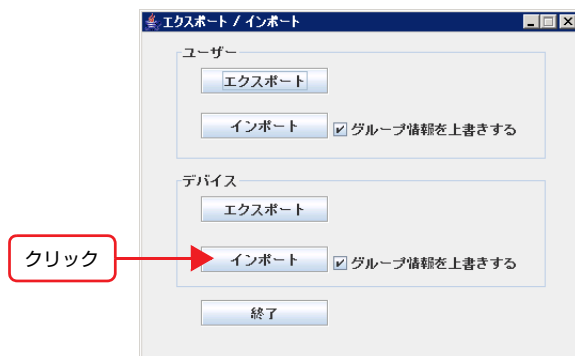 エクスポート / インポート
ユーザー
エクスポート
インポート
グループ情報を上書きする
デバイス
エクスポート
クリック
インポート
グループ情報を上書きする
終了